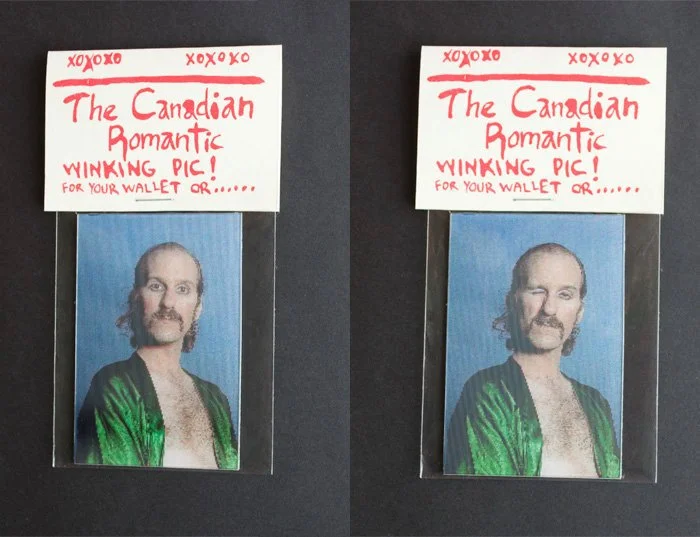 XOXOXO XOXOXO
The Canadian
Romantic
WINKING PIC!
FOR YOUR WALLET OR......
XOXOXO XOXOXO
The Canadian
Romantic
WINKING PIC!
FOR YOUR WALLET OR......